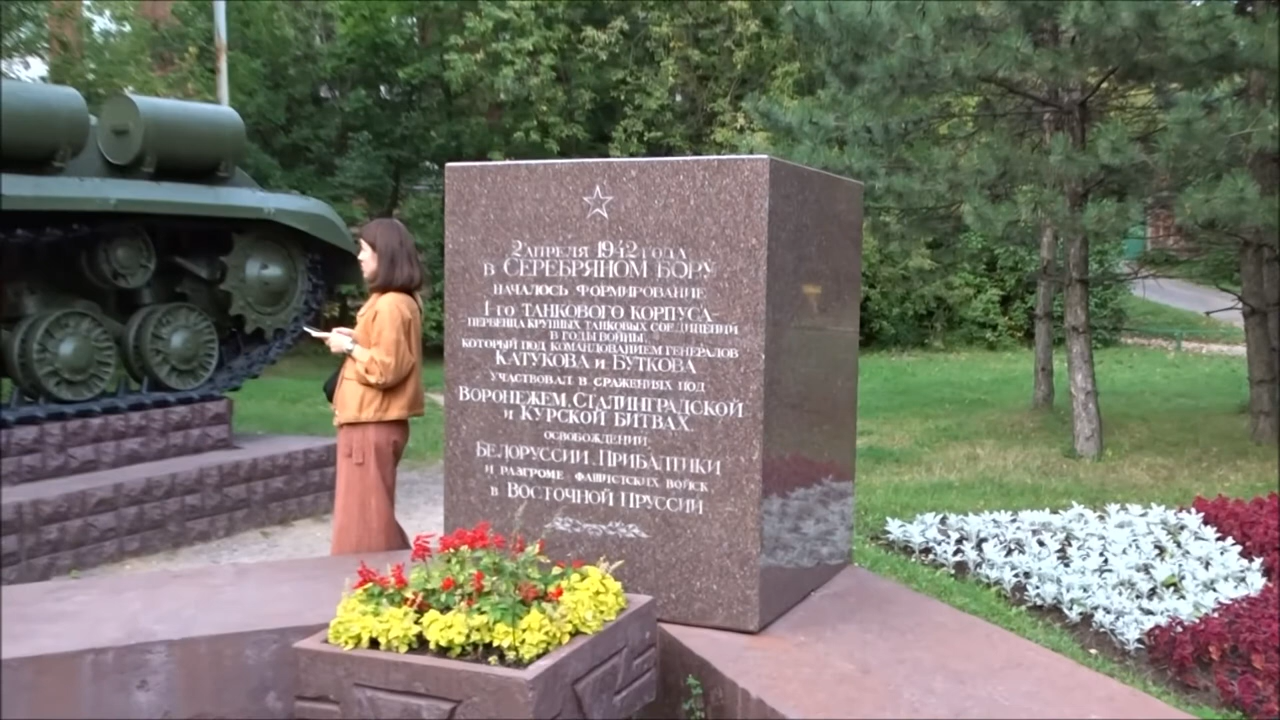 2 АПРЕЛЯ 1942 ГОДА
В СЕРЕБРЯНОМ БОРУ
НАЧАЛОСЬ ФОРМИРОВАНИЕ
1-ГО ТАНКОВОГО КОРПУСА-
ПЕРВЕНЦА КРУПНЫХ ТАНКОВЫХ СОЕДИНЕНИЙ
В ГОДЫ ВОЙНЫ,
КОТОРЫЙ ПОД КОМАНДОВАНИЕМ ГЕНЕРАЛОВ
КАТУКОВА И БУТКОВА
УЧАСТВОВАЛ В СРАЖЕНИЯХ ПОД
ВОРОНЕЖЕМ, СТАЛИНГРАДСКОЙ
И КУРСКОЙ БИТВАХ,
ОСВОБОЖДЕНИИ
БЕЛОРУССИИ, ПРИБАЛТИКИ
И РАЗГРОМЕ ФАШИСТСКИХ ВОЙСК
В ВОСТОЧНОЙ ПРУССИИ